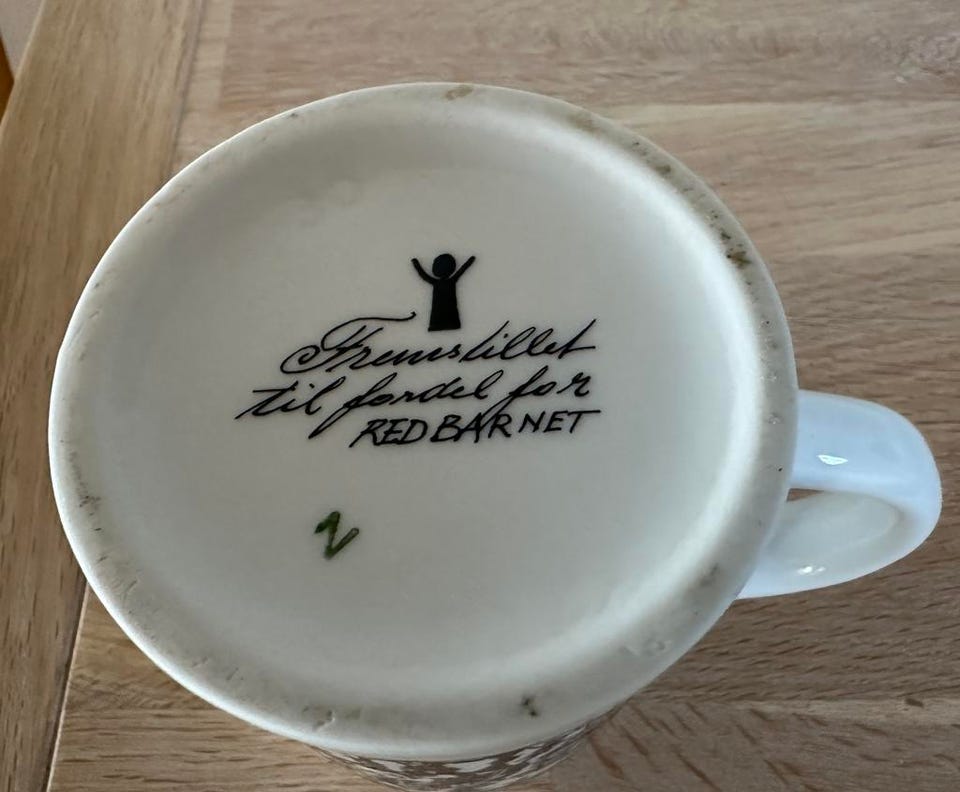 Fremstillet
til fordel for
RED BARNET
N